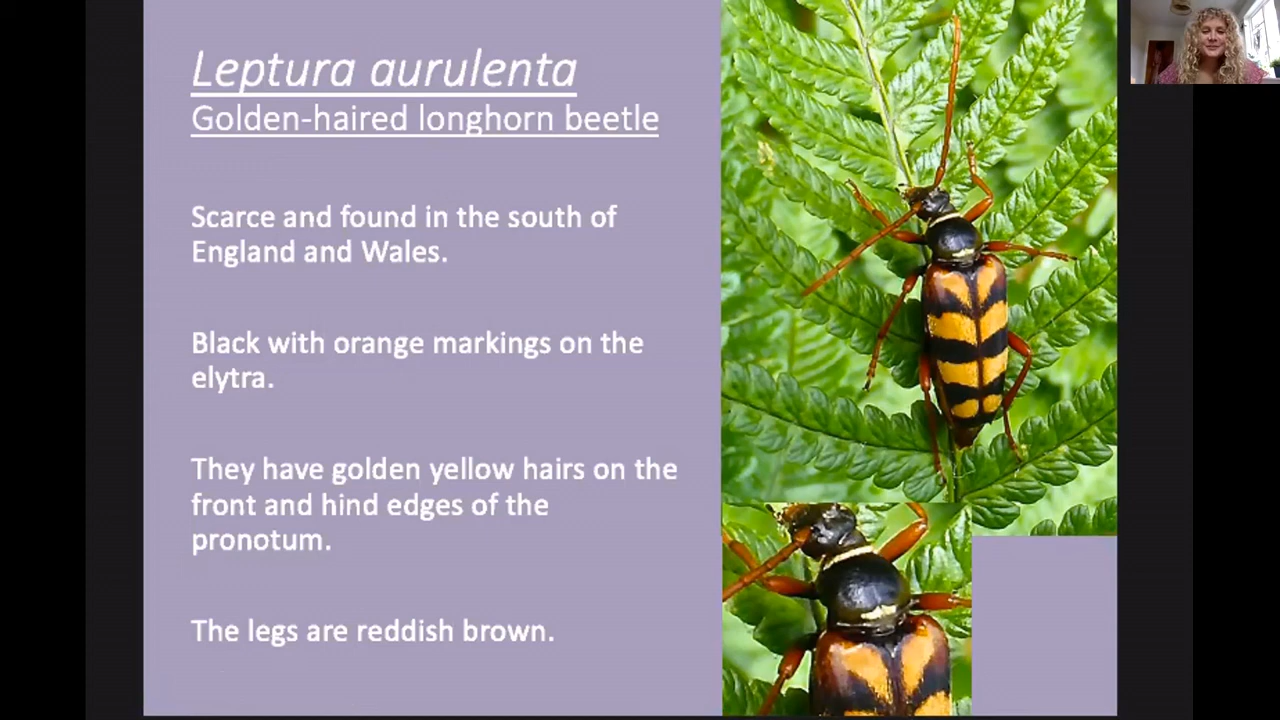 Leptura aurulenta
Golden-haired longhorn beetle
Scarce and found in the south of
England and Wales.
Black with orange markings on the
elytra.
They have golden yellow hairs on the
front and hind edges of the
pronotum.
The legs are reddish brown.